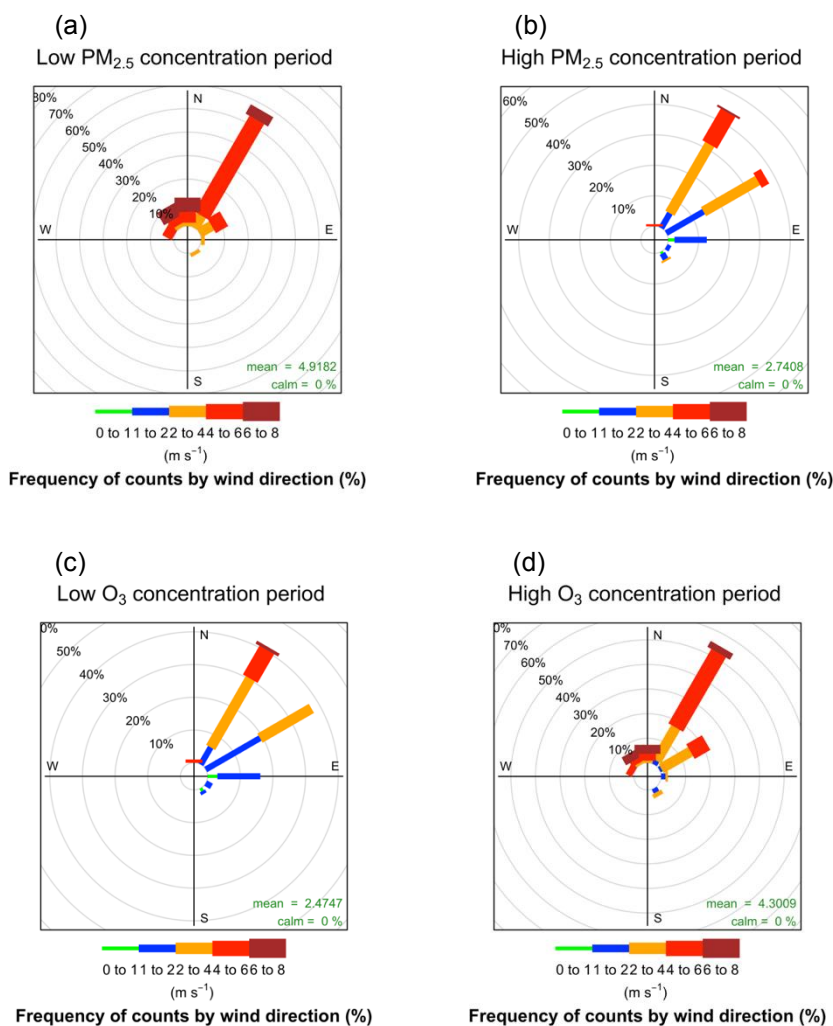 (a)
Low PM2.5 concentration period
80%
70%
60%
50%
40%
30%
20%
10%
N
W
E
S
mean = 4.9182
calm = 0 %
0 to 11 to 22 to 44 to 66 to 8
(m s−1)
Frequency of counts by wind direction (%)
(b)
High PM2.5 concentration period
60%
50%
40%
30%
20%
10%
N
W
E
S
mean = 2.7408
calm = 0 %
0 to 11 to 22 to 44 to 66 to 8
(m s−1)
Frequency of counts by wind direction (%)
(c)
Low O3 concentration period
0%
50%
40%
30%
20%
10%
N
W
E
S
mean = 2.4747
calm = 0 %
0 to 11 to 22 to 44 to 66 to 8
(m s−1)
Frequency of counts by wind direction (%)
(d)
High O3 concentration period
0%
70%
60%
50%
40%
30%
20%
10%
N
W
E
S
mean = 4.3009
calm = 0 %
0 to 11 to 22 to 44 to 66 to 8
(m s−1)
Frequency of counts by wind direction (%)